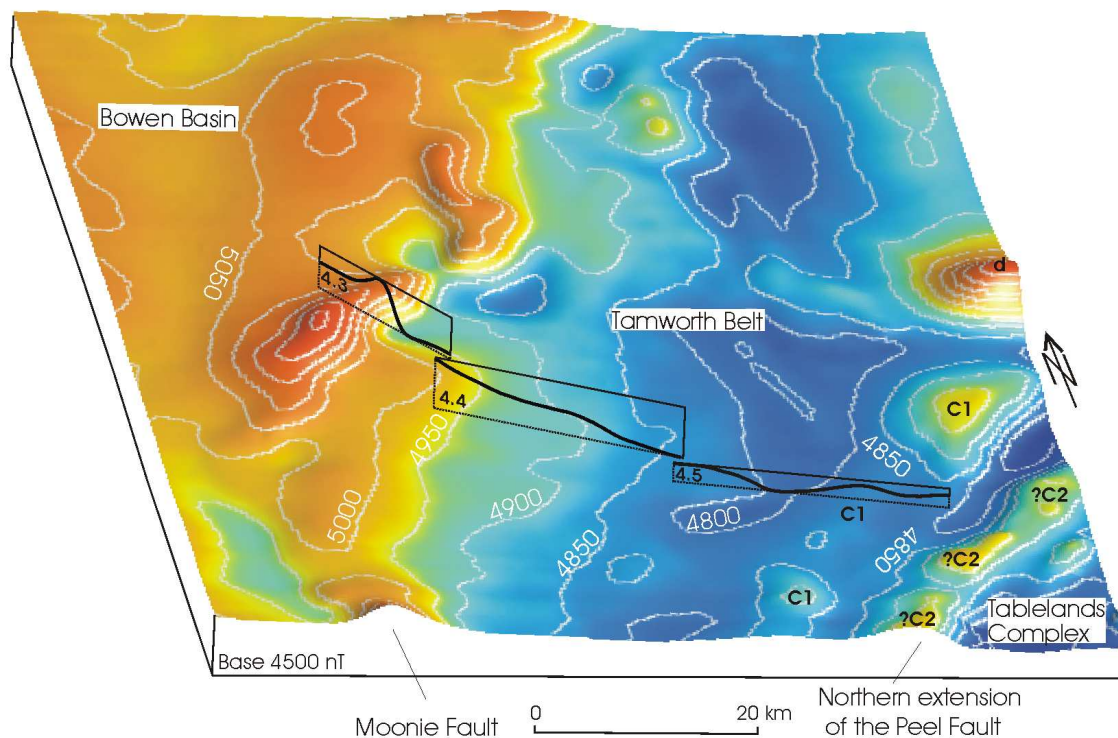 Bowen Basin
5050
d
4.3
Tamworth Belt
N
C1
4.4
4950
4850
4.5
5000
4900
4800
C1
?C2
4850
4850
?C2
C1
?C2
Tablelands
Complex
Base 4500 nT
Moonie Fault
0
20 km
Northern extension
of the Peel Fault